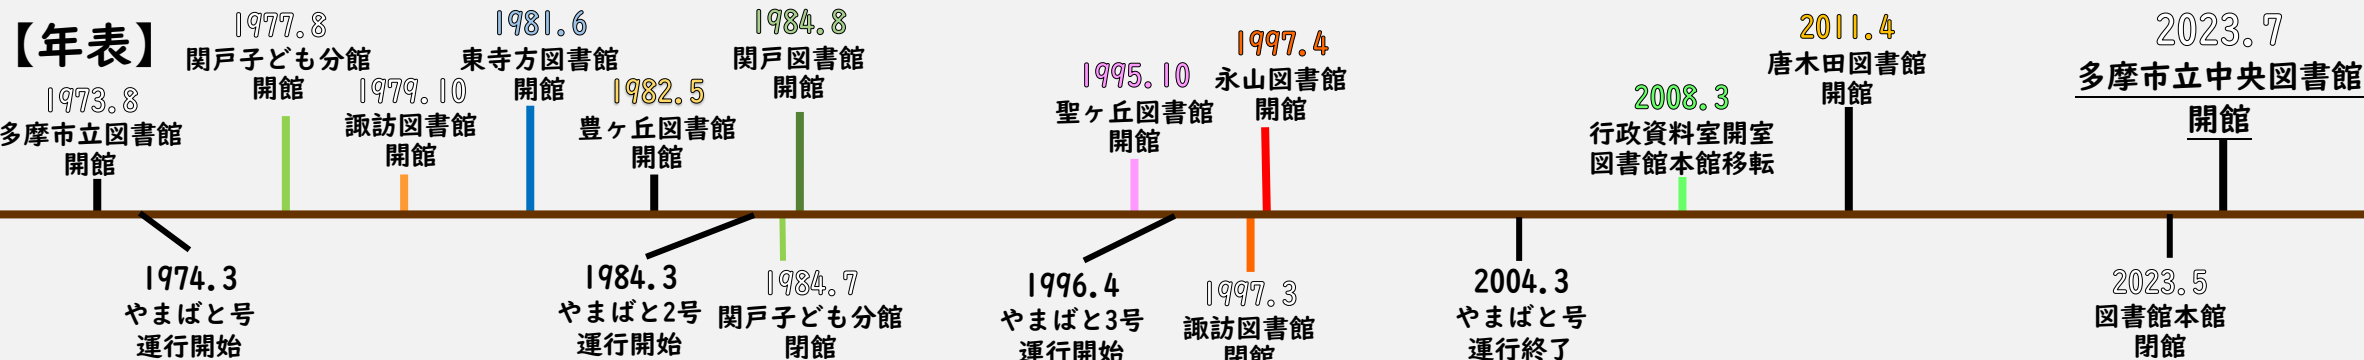 【年表】
1973.8
多摩市立図書館
開館
1974.3
やまばと号
運行開始
1977.8
関戸子ども分館
開館
1979.10
諏訪図書館
開館
1981.6
東寺方図書館
開館
1982.5
豊ヶ丘図書館
開館
1984.3
やまばと2号
運行開始
1984.7
関戸子ども分館
閉館
1984.8
関戸図書館
開館
1995.10
聖ヶ丘図書館
開館
1996.4
やまばと3号
運行開始
1997.3
諏訪図書館
閉館
1997.4
永山図書館
開館
2004.3
やまばと号
運行終了
2008.3
行政資料室開室
図書館本館移転
2011.4
唐木田図書館
開館
2023.5
図書館本館
閉館
2023.7
多摩市立中央図書館
開館